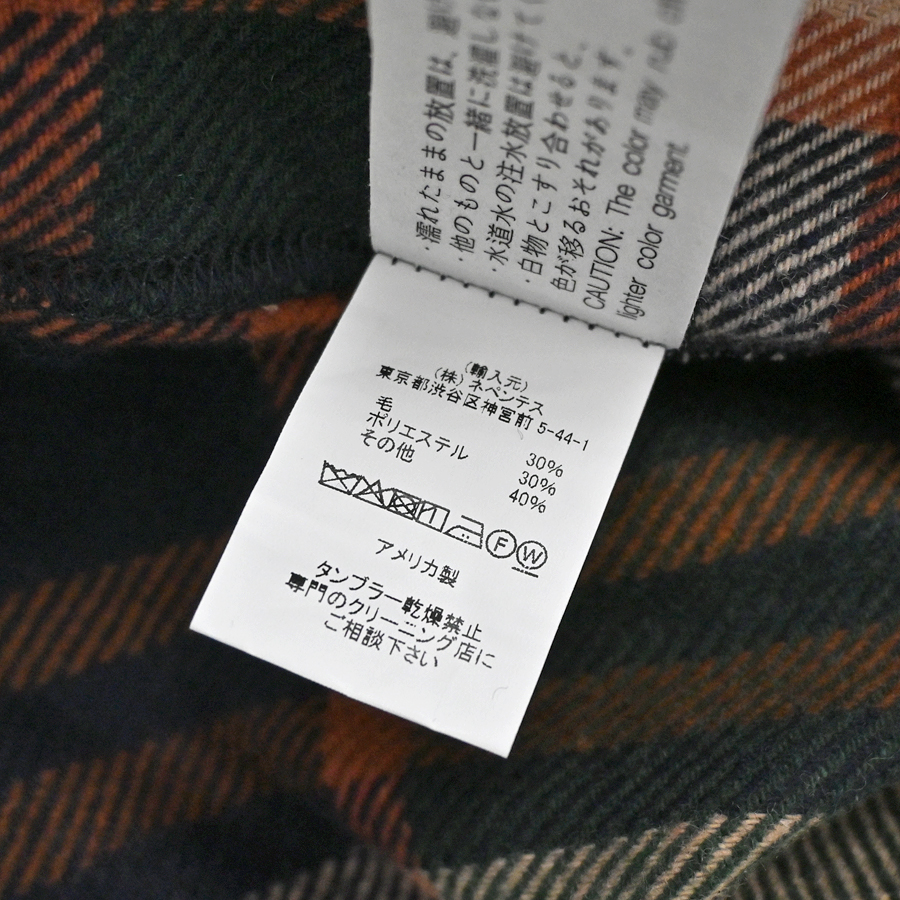 ・濡れたままの放置は、避
・他のものと一緒に洗濯しな
・水道水の注水放置は避けて
・白物とこすり合わせると、
色が移るおそれがあります。
CAUTION: The color may rub
lighter color garment.
(輸入元)
(株) ネペンテス
東京都渋谷区神宮前 5-44-1
毛 30%
ポリエステル 30%
その他 40%
F W
アメリカ製
タンブラー乾燥禁止
専門のクリーニング店に
ご相談下さい